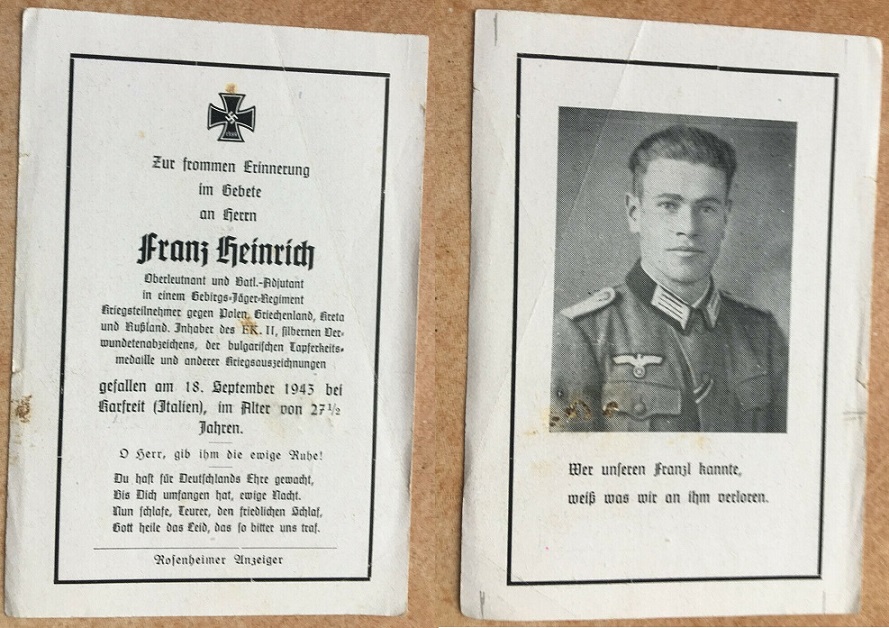 Zur frommen Erinnerung
im Gebete
an Herrn
Franz Heinrich
Oberleutnant und Batl.-Adjutant
in einem Gebirgs-Jäger-Regiment
Kriegsteilnehmer gegen Polen, Griechenland, Kreta
und Rußland. Inhaber des EK. II, silbernen Ver-
wundetenabzeichens, der bulgarischen Tapferkeits-
medaille und anderer Kriegsauszeichnungen
gefallen am 18. September 1943 bei
Karfreit (Italien), im Alter von 27 1/2
Jahren.
O Herr, gib ihm die ewige Ruhe!
Du hast für Deutschlands Ehre gewacht,
Bis Dich umfangen hat, ewige Nacht.
Nun schlafe, Teurer, den friedlichen Schlaf,
Gott heile das Leid, das so bitter uns traf.
Rosenheimer Anzeiger
Wer unseren Franzl kannte,
weiß was wir an ihm verloren.